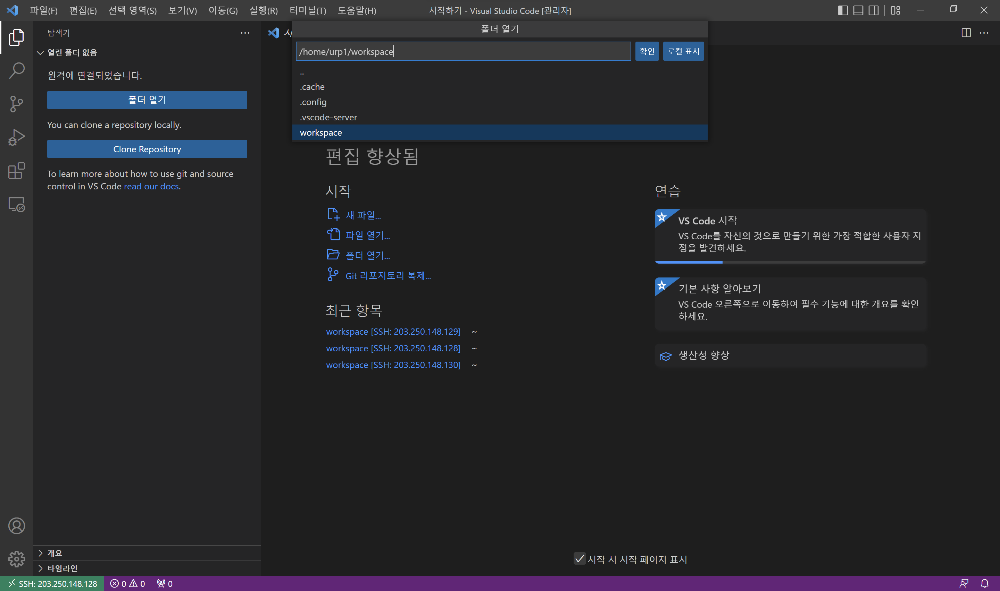 파일(F) 편집(E) 선택 영역(S) 보기(V) 이동(G) 실행(R) 터미널(T) 도움말(H) 시작하기 - Visual Studio Code [관리자]
탐색기
열린 폴더 없음
원격에 연결되었습니다.
폴더 열기
You can clone a repository locally.
Clone Repository
To learn more about how to use git and source
control in VS Code read our docs.
개요
타임라인
폴더 열기
/home/urp1/workspace 확인 로컬 표시
..
.cache
.config
.vscode-server
workspace
편집 향상됨
시작
새 파일...
파일 열기...
폴더 열기...
Git 리포지토리 복제...
최근 항목
workspace [SSH: 203.250.148.129] ~
workspace [SSH: 203.250.148.128] ~
workspace [SSH: 203.250.148.130] ~
연습
VS Code 시작
VS Code를 자신의 것으로 만들기 위한 가장 적합한 사용자 지
정을 발견하세요.
기본 사항 알아보기
VS Code 오른쪽으로 이동하여 필수 기능에 대한 개요를 확인
하세요.
생산성 향상
시작 시 시작 페이지 표시
SSH: 203.250.148.128 0 0 0